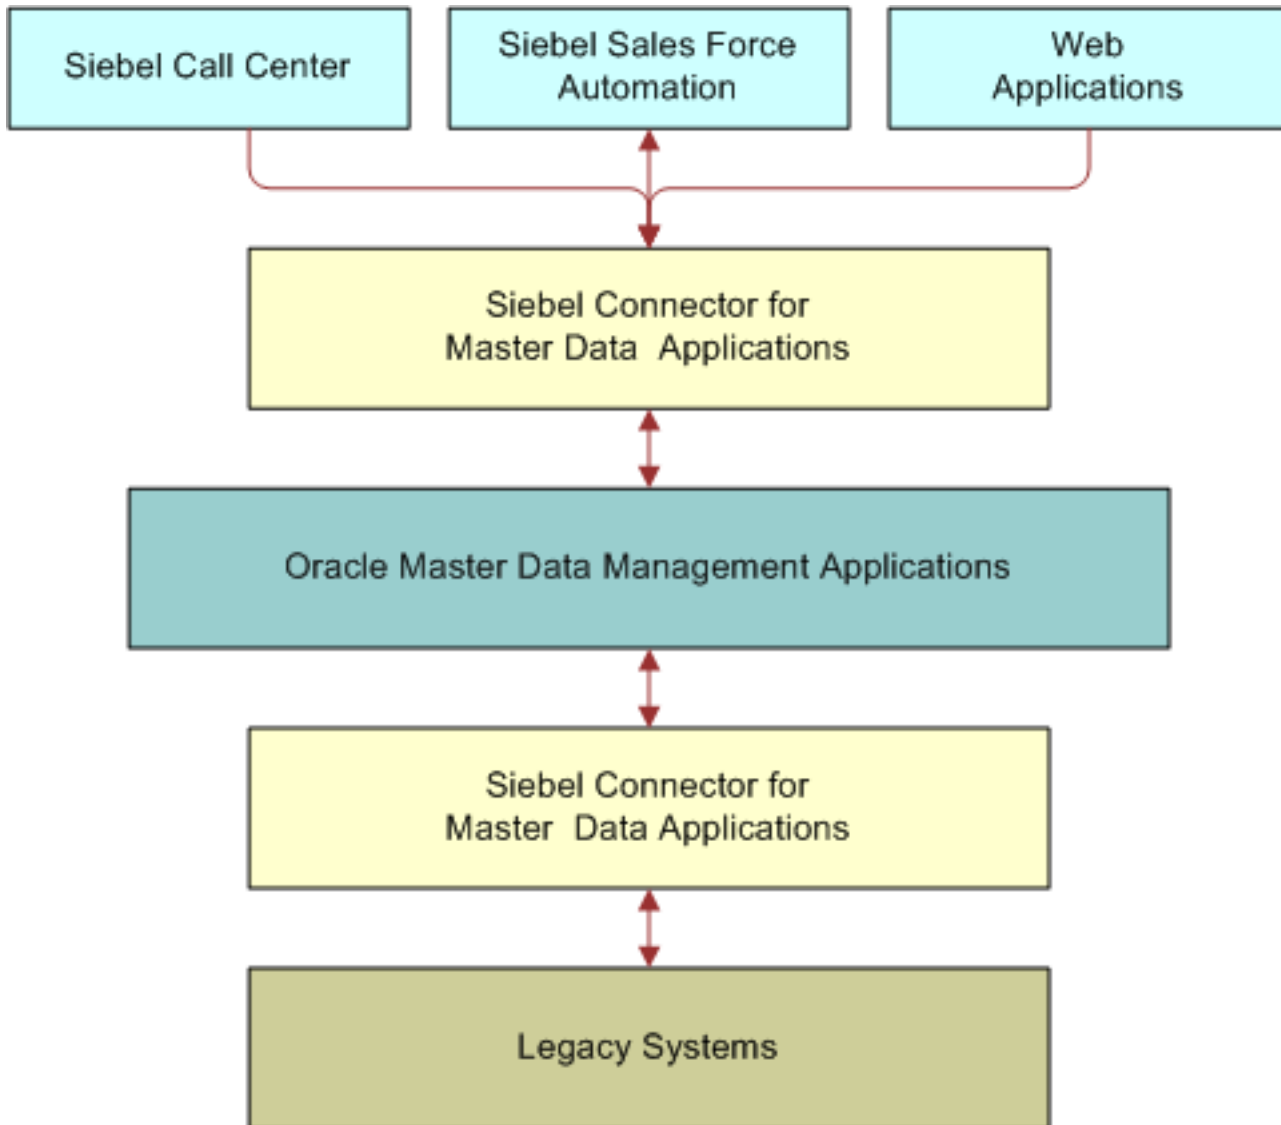 Siebel Call Center
Siebel Sales Force
Automation
Web
Applications
Siebel Connector for
Master Data  Applications
Oracle Master Data Management Applications
Siebel Connector for
Master  Data Applications
Legacy Systems